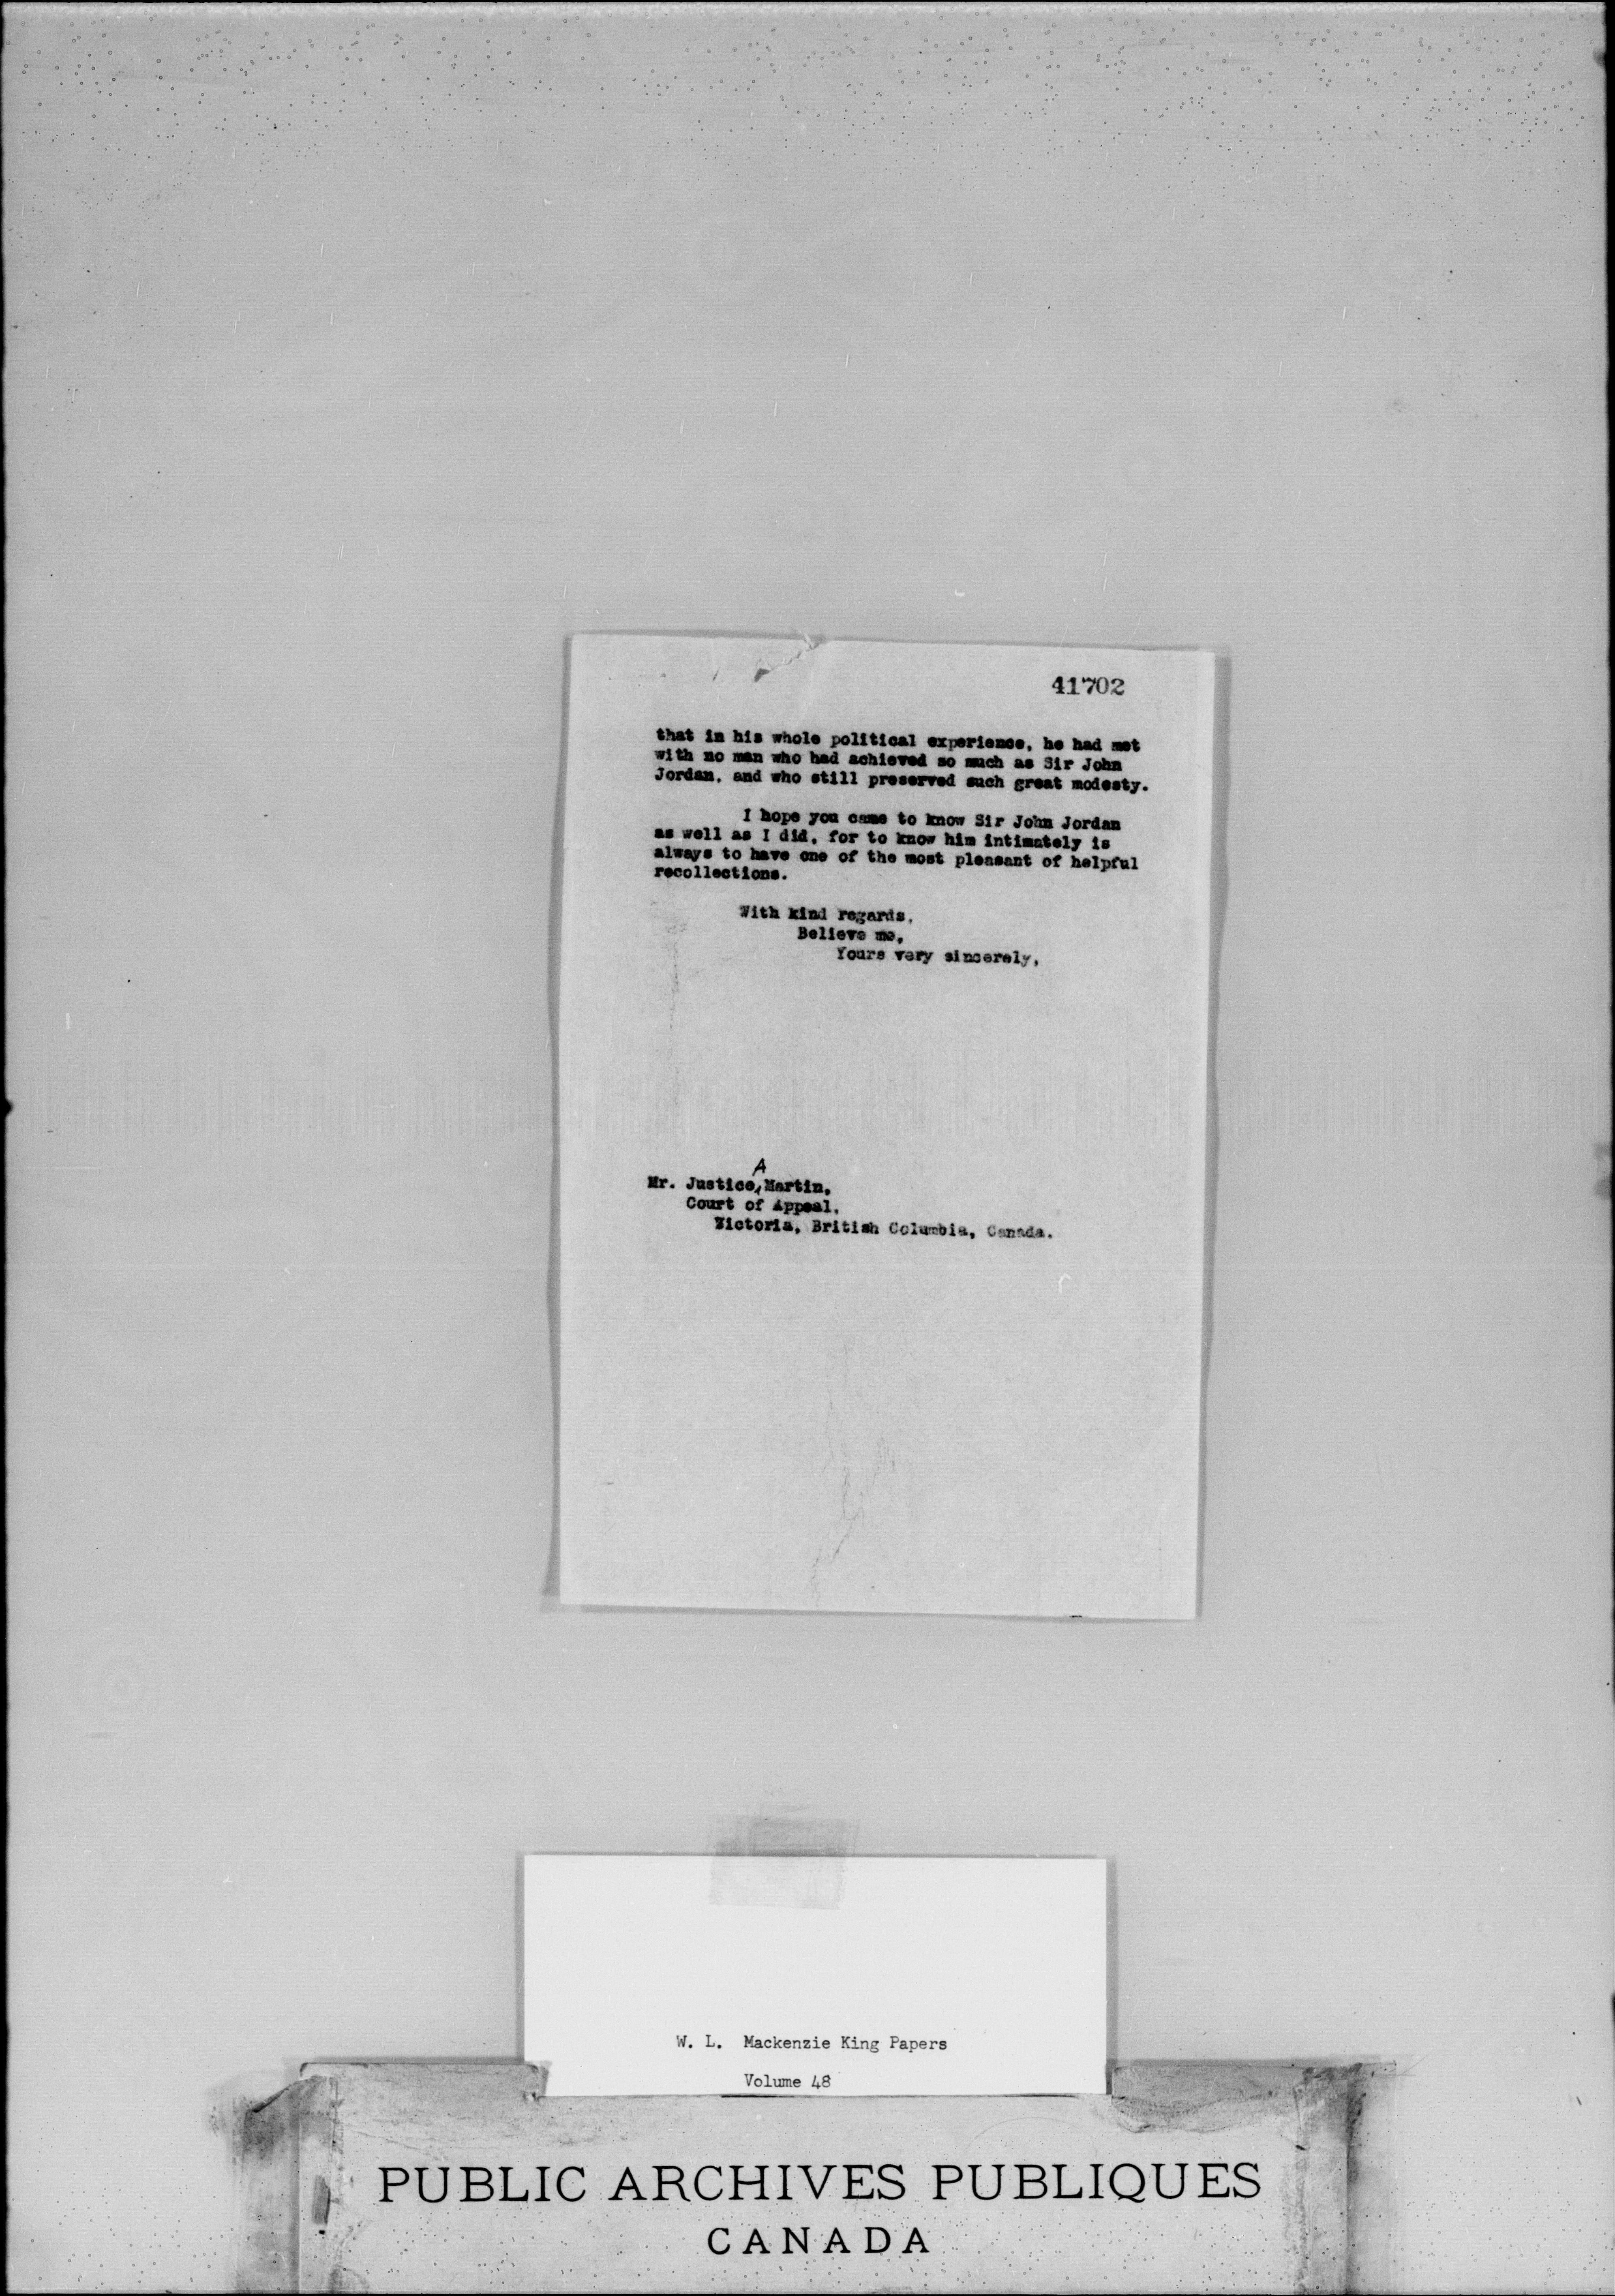 41702
that in his whole political experience, he had met
with no man who had achieved so much as Sir John
Jordan, and who still preserved such great modesty.
I hope you came to know Sir John Jordan
as well as I did, for to know him intimately is
always to have one of the most pleasant of helpful
recollections.
With kind regards,
Believe me,
Yours very sincerely,
A
Mr. Justice Martin,
Court of Appeal,
Victoria, British Columbia, Canada.
W. L. Mackenzie King Papers
Volume 48
PUBLIC ARCHIVES PUBLIQUES
CANADA